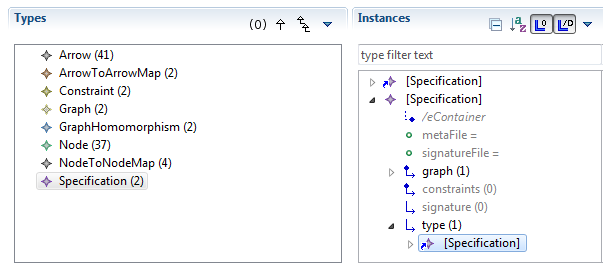 Types
(0)
Arrow (41)
ArrowToArrowMap (2)
Constraint (2)
Graph (2)
GraphHomomorphism (2)
Node (37)
NodeToNodeMap (4)
Specification (2)
Instances
type filter text
[Specification]
[Specification]
/eContainer
metaFile =
signatureFile =
graph (1)
constraints (0)
signature (0)
type (1)
[Specification]